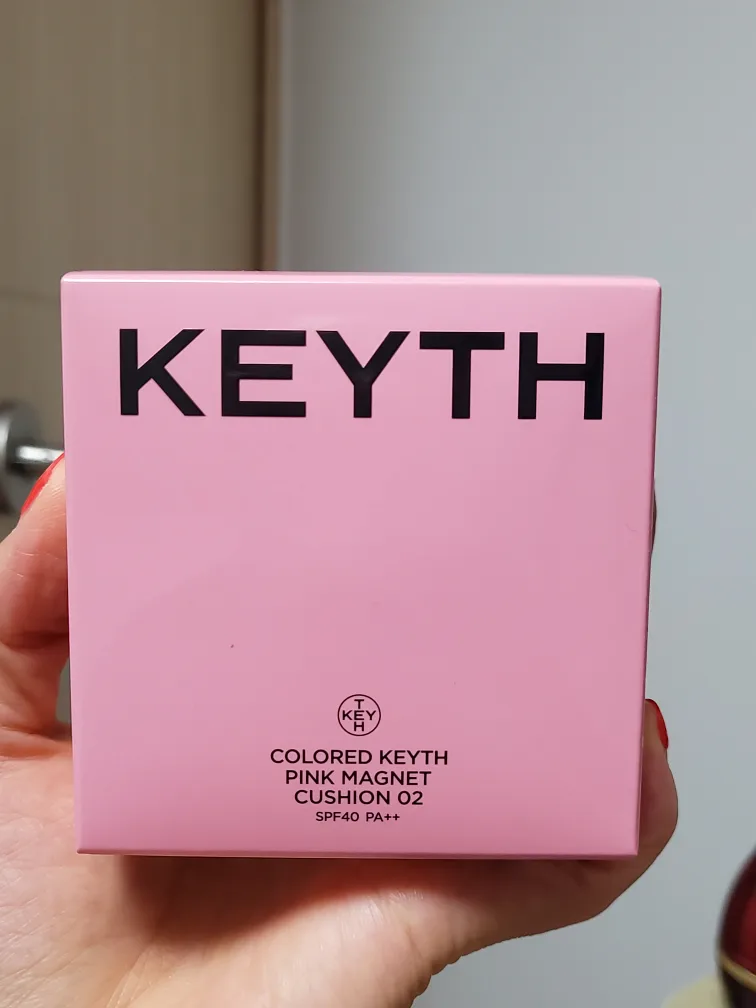 KEYTH
T
KEY
H
COLORED KEYTH
PINK MAGNET
CUSHION 02
SPF40 PA++